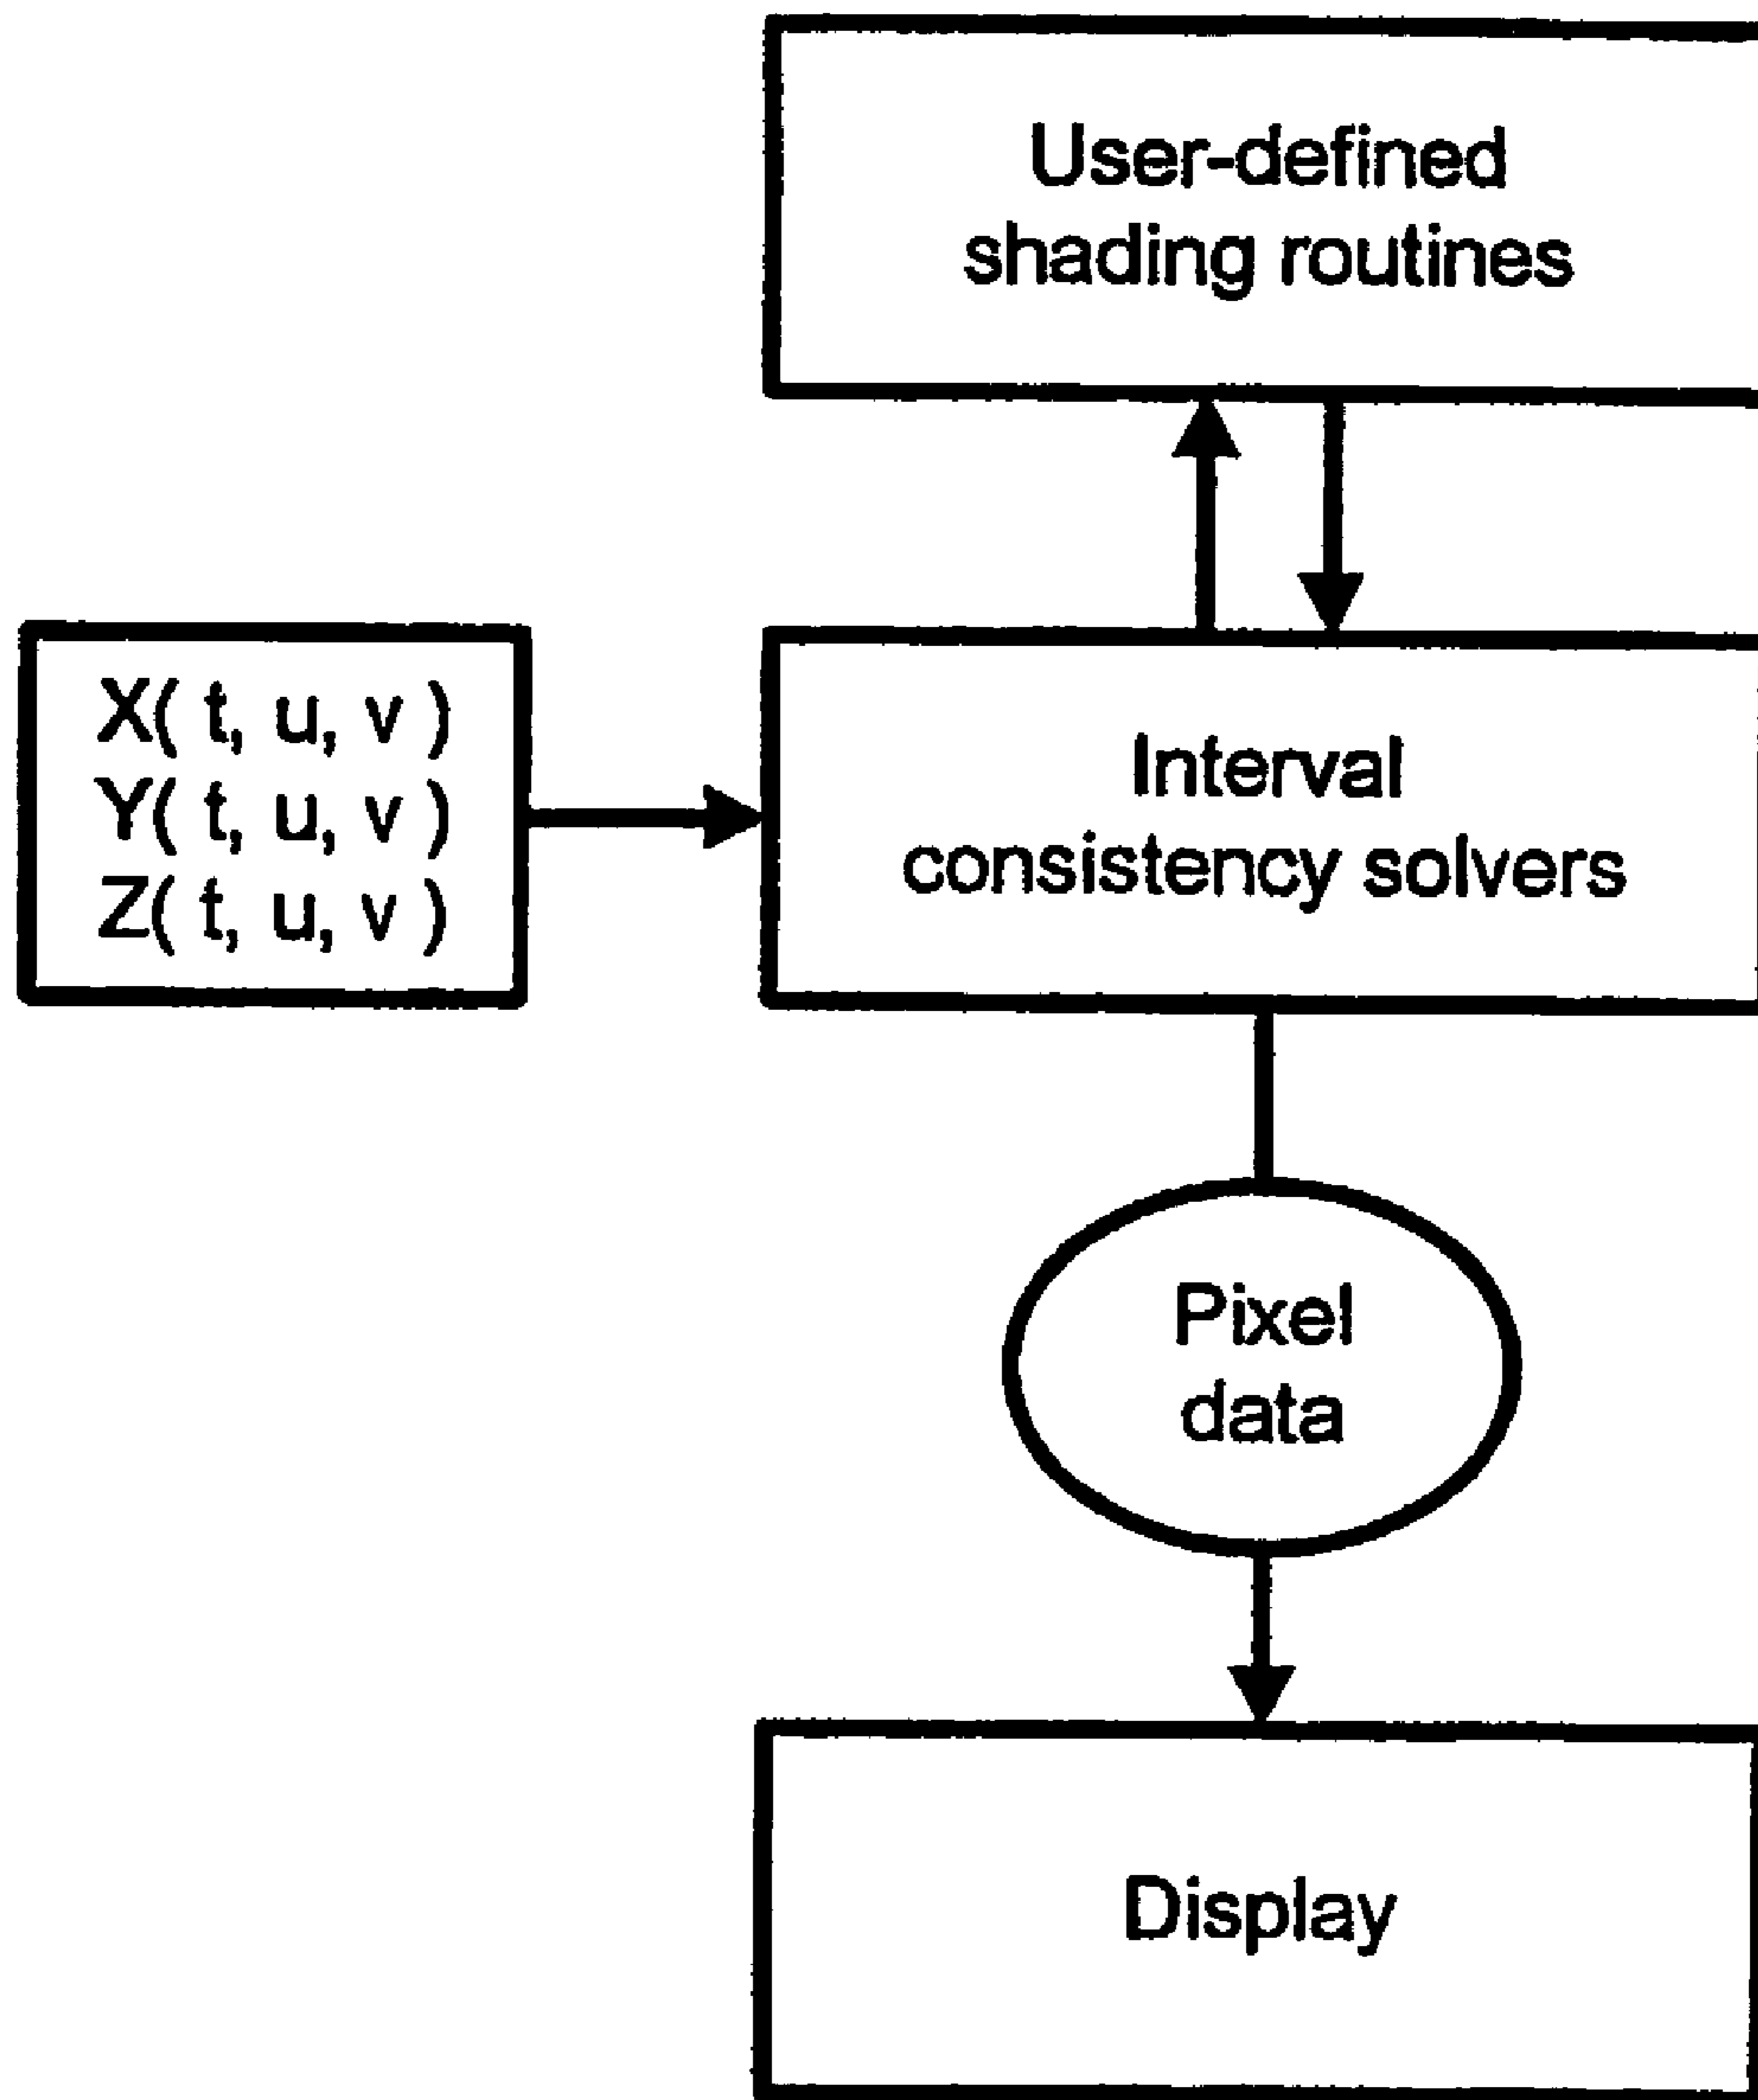 User-defined
shading routines
X( t, u, v )
Y( t, u, v )
Z( t, u, v )
Interval
consistency solvers
Pixel
data
Display